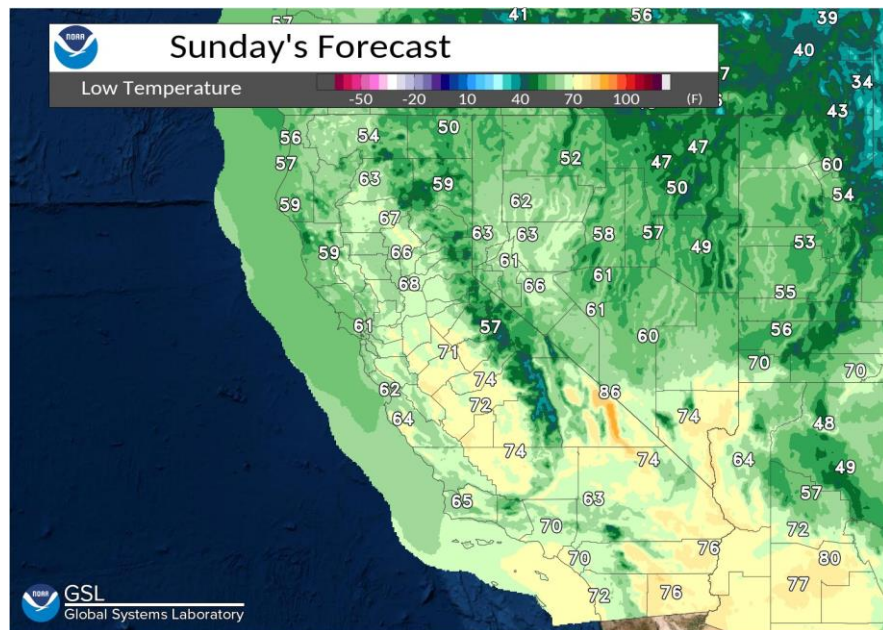 57 41 56 39
NOAA Sunday's Forecast 40
Low Temperature
-50 -20 10 40 70 100 (F)
34
43
56 54 50 47
57 52 47 60
63 59 50 54
59 62
67
63 63 58 57 53
59 66 61 49
68 66 61 55
61 57 61 60 56
71 70 70
62 74 86
64 72 74 48
74 74 64 49
65 63 57
70 72
70 76 80
72 76 77
NOAA GSL
Global Systems Laboratory